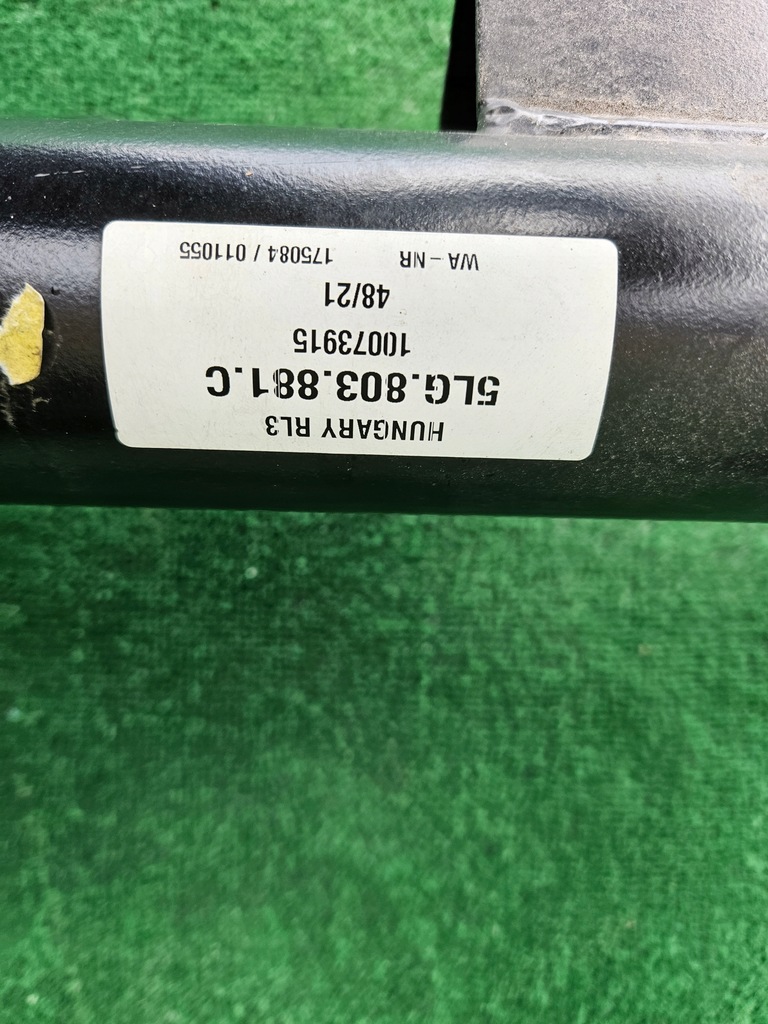 HUNGARY RL3
5LG.803.881.C
10073915
48/21
WA-NR 175084 / 011055